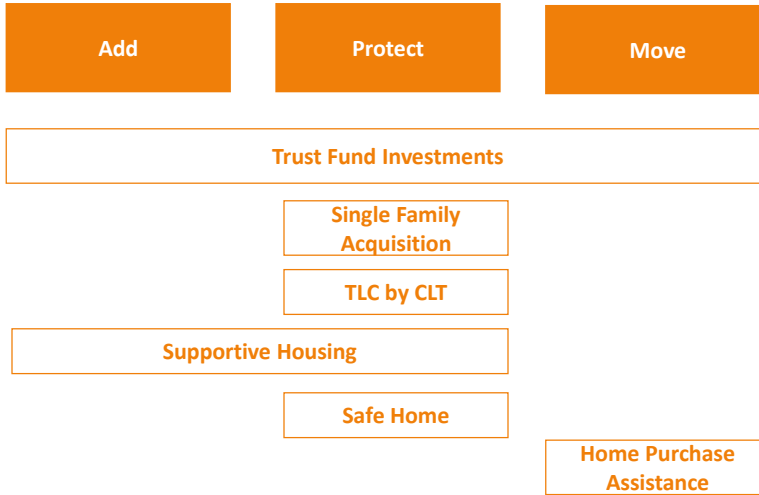 Add
Protect
Move
Trust Fund Investments
Single Family
Acquisition
TLC by CLT
Supportive Housing
Safe Home
Home Purchase
Assistance